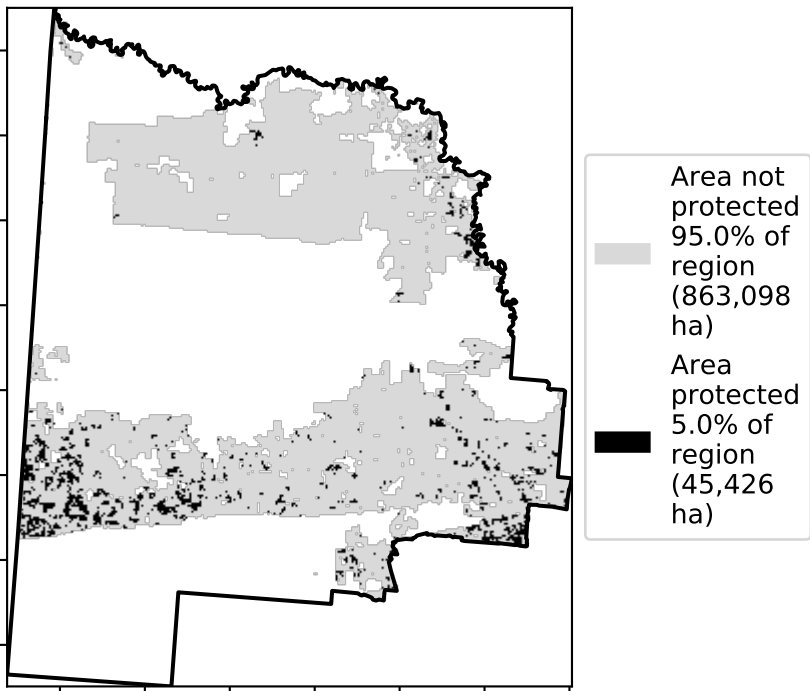 Area not
protected
95.0% of
region
(863,098
ha)
Area
protected
5.0% of
region
(45,426
ha)